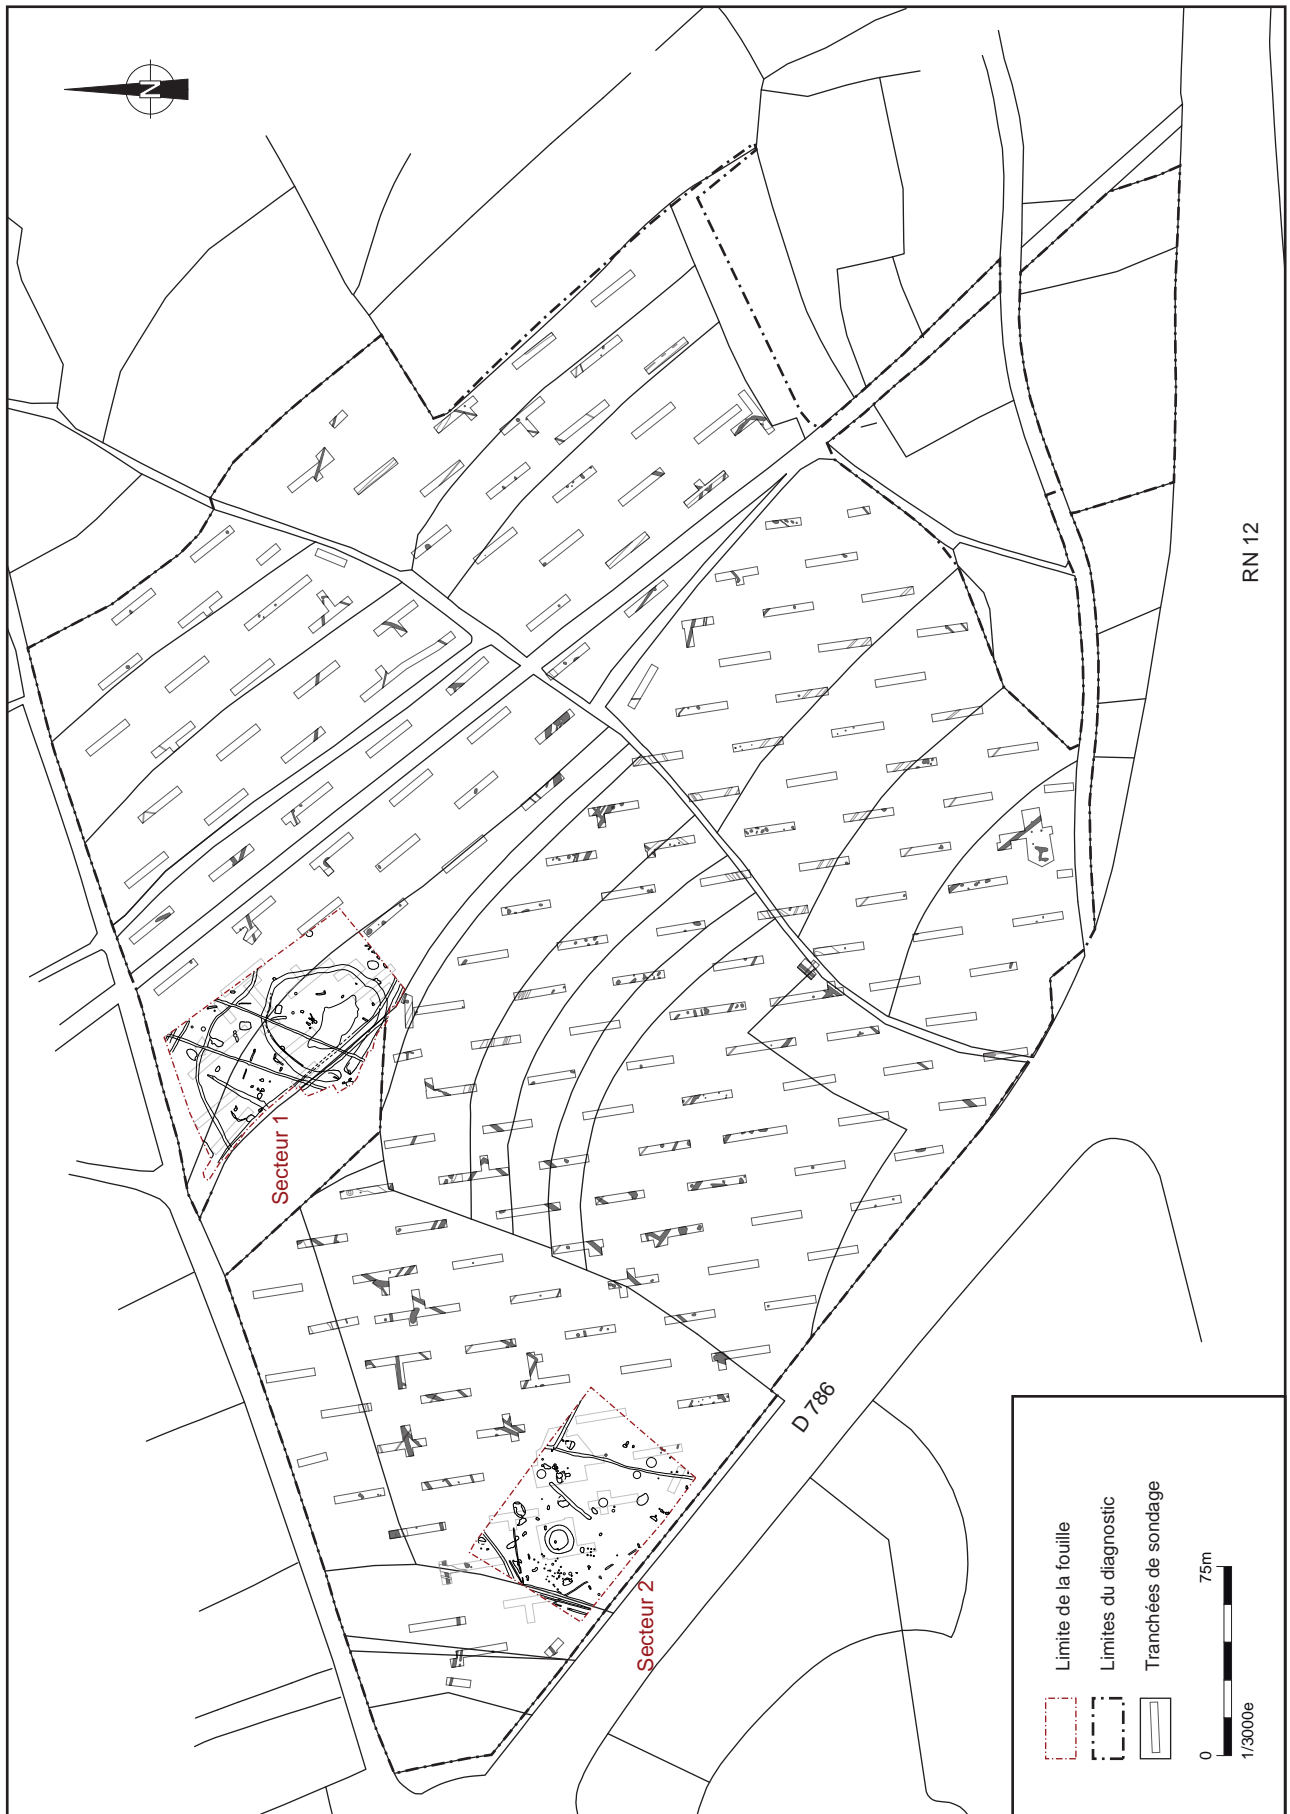 N
Secteur 1
Secteur 2
D 786
RN 12
Limite de la fouille
Limites du diagnostic
Tranchées de sondage
0 75m
1/3000e